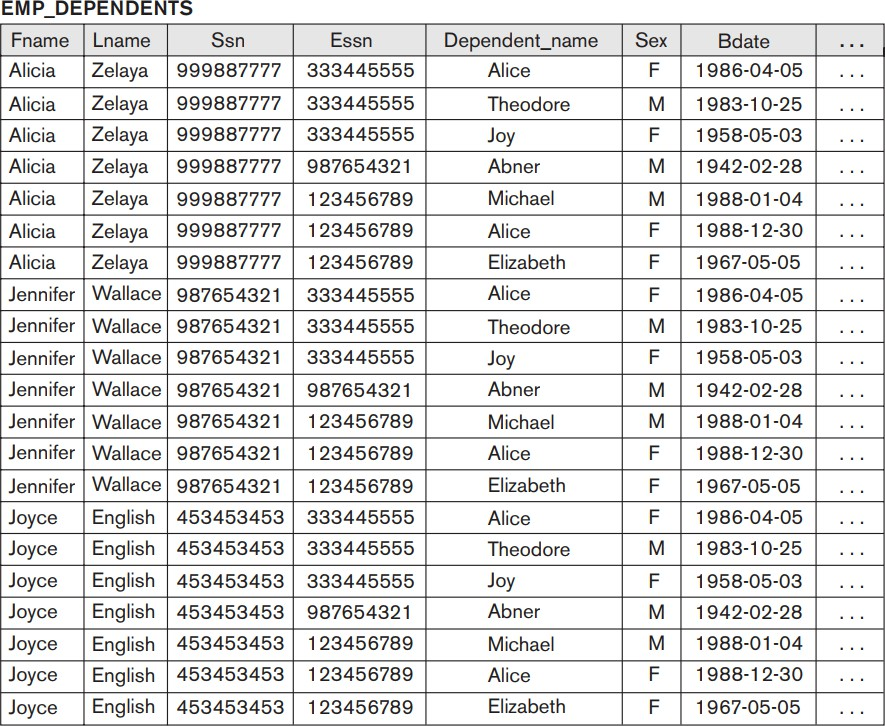 EMP_DEPENDENTS
Fname Lname Ssn Essn Dependent_name Sex Bdate ...
Alicia Zelaya 999887777 333445555 Alice F 1986-04-05 ...
Alicia Zelaya 999887777 333445555 Theodore M 1983-10-25 ...
Alicia Zelaya 999887777 333445555 Joy F 1958-05-03 ...
Alicia Zelaya 999887777 987654321 Abner M 1942-02-28 ...
Alicia Zelaya 999887777 123456789 Michael M 1988-01-04 ...
Alicia Zelaya 999887777 123456789 Alice F 1988-12-30 ...
Alicia Zelaya 999887777 123456789 Elizabeth F 1967-05-05 ...
Jennifer Wallace 987654321 333445555 Alice F 1986-04-05 ...
Jennifer Wallace 987654321 333445555 Theodore M 1983-10-25 ...
Jennifer Wallace 987654321 333445555 Joy F 1958-05-03 ...
Jennifer Wallace 987654321 987654321 Abner M 1942-02-28 ...
Jennifer Wallace 987654321 123456789 Michael M 1988-01-04 ...
Jennifer Wallace 987654321 123456789 Alice F 1988-12-30 ...
Jennifer Wallace 987654321 123456789 Elizabeth F 1967-05-05 ...
Joyce English 453453453 333445555 Alice F 1986-04-05 ...
Joyce English 453453453 333445555 Theodore M 1983-10-25 ...
Joyce English 453453453 333445555 Joy F 1958-05-03 ...
Joyce English 453453453 987654321 Abner M 1942-02-28 ...
Joyce English 453453453 123456789 Michael M 1988-01-04 ...
Joyce English 453453453 123456789 Alice F 1988-12-30 ...
Joyce English 453453453 123456789 Elizabeth F 1967-05-05 ...